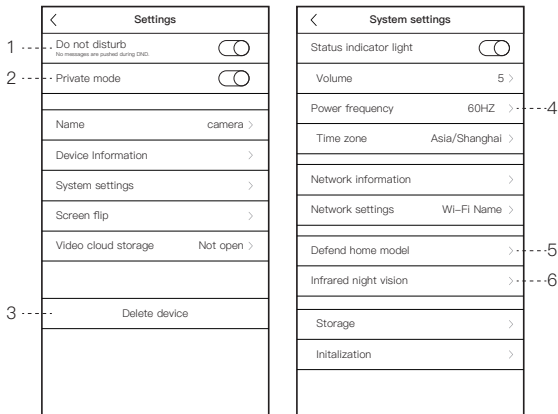 Settings
1 Do not disturb
No messages are pushed during DND.
2 Private mode
Name camera
Device Information
System settings
Screen flip
Video cloud storage Not open
3 Delete device
System settings
Status indicator light
Volume 5
Power frequency 60HZ 4
Time zone Asia/Shanghai
Network information
Network settings Wi-Fi Name
Defend home model 5
Infrared night vision 6
Storage
Initalization